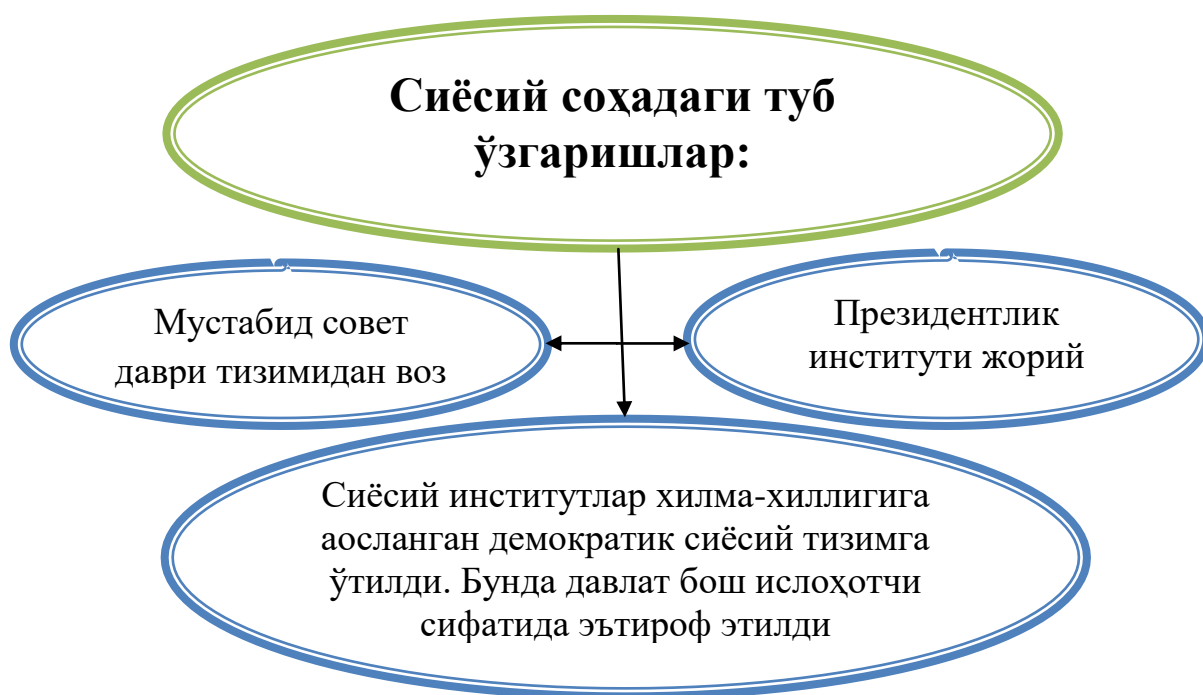 Сиёсий соҳадаги туб
ўзгаришлар:
Мустабид совет
даври тизимидан воз
Президентлик
институти жорий
Сиёсий институтлар хилма-хиллигига
аосланган демократик сиёсий тизимга
ўтилди. Бунда давлат бош ислоҳотчи
сифатида эътироф этилди